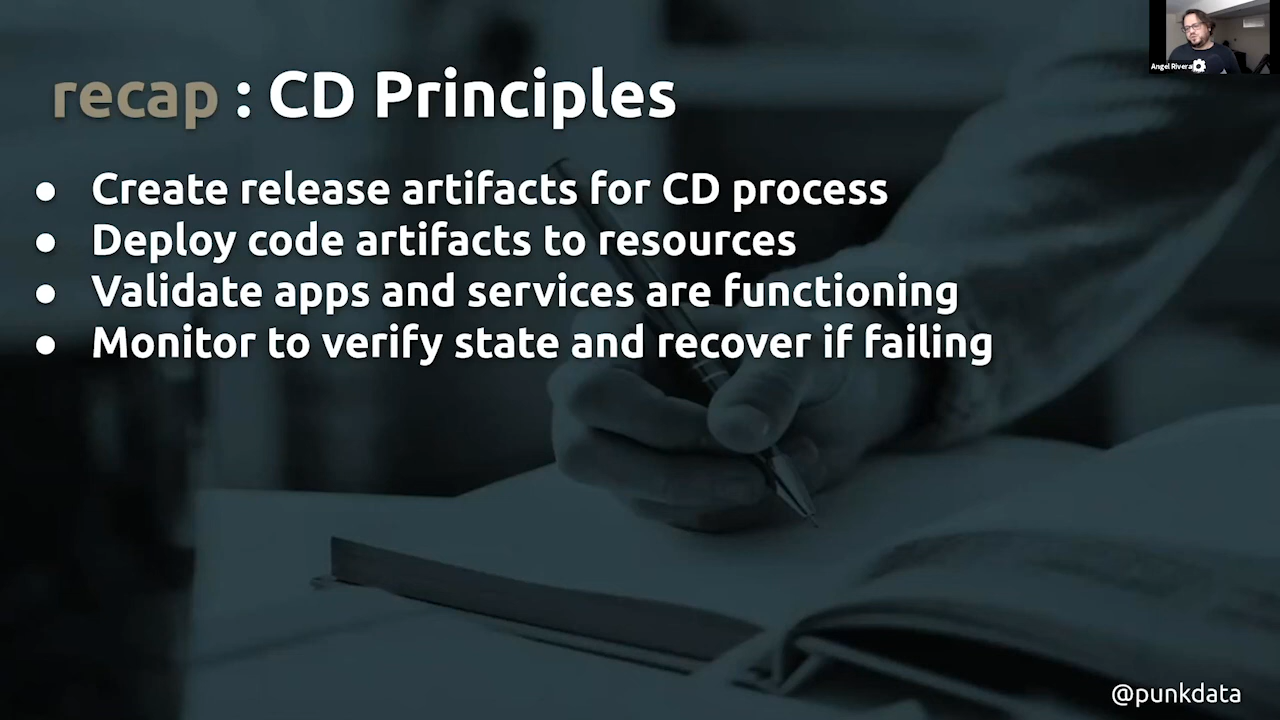 Angel Rivera
recap : CD Principles
● Create release artifacts for CD process
● Deploy code artifacts to resources
● Validate apps and services are functioning
● Monitor to verify state and recover if failing
@punkdata